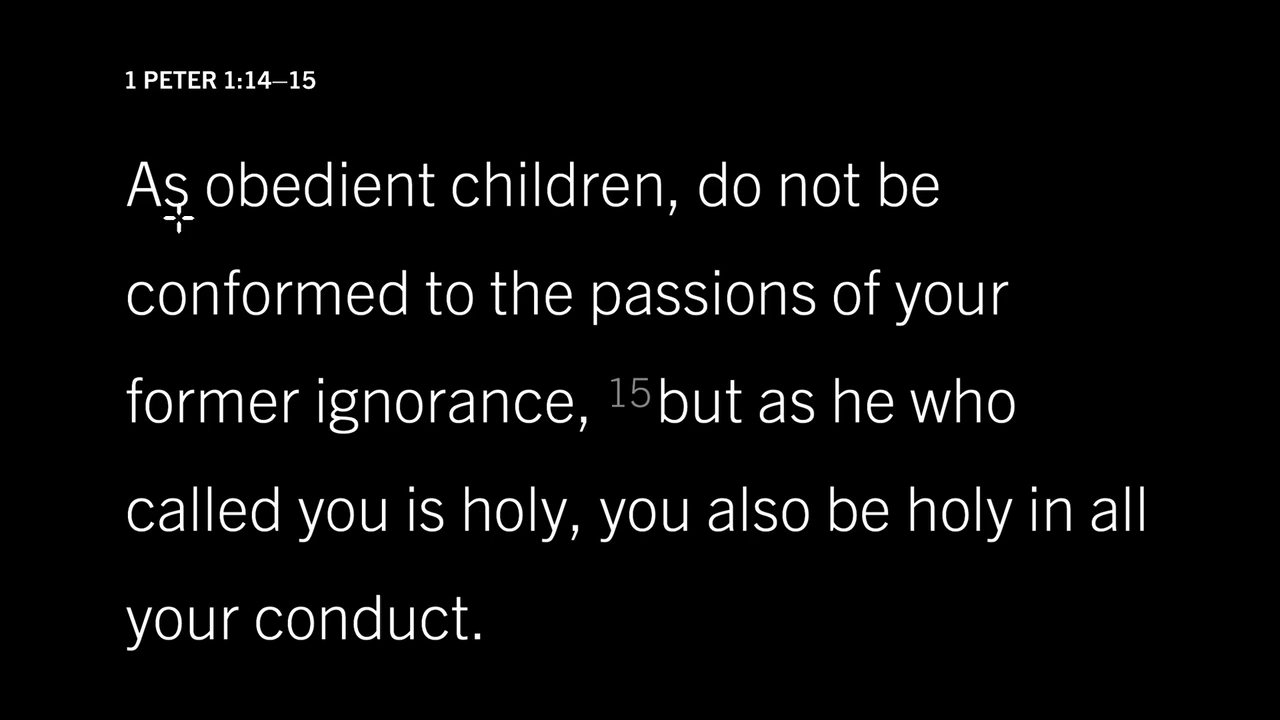 1 PETER 1:14–15
As obedient children, do not be
conformed to the passions of your
former ignorance, 15 but as he who
called you is holy, you also be holy in all
your conduct.